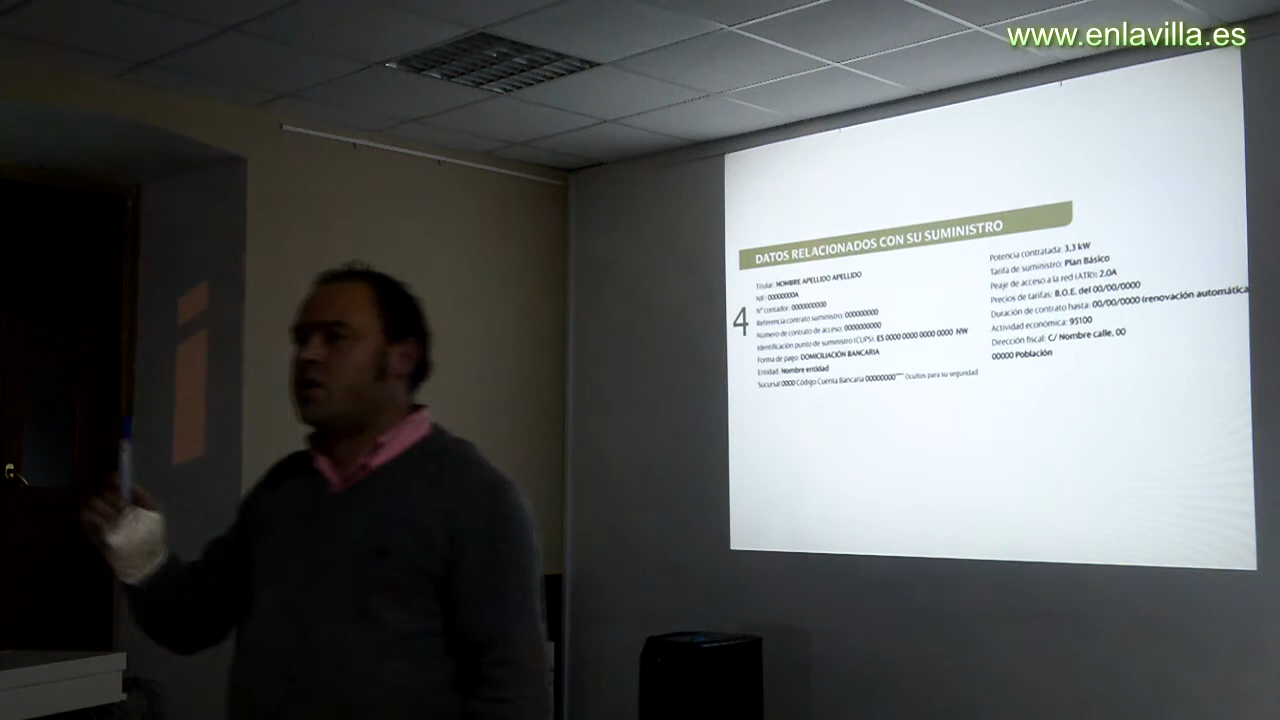 www.enlavilla.es
DATOS RELACIONADOS CON SU SUMINISTRO
4
Titular: NOMBRE APELLIDO APELLIDO
NIF: 00000000A
Nº contador: 0000000000
Referencia contrato suministro: 000000000
Número de contrato de acceso: 0000000000
Identificación punto de suministro (CUPS): ES 0000 0000 0000 0000 NW
Forma de pago: DOMICILIACIÓN BANCARIA
Entidad: Nombre entidad
Sucursal 0000 Código Cuenta Bancaria 00000000**** Ocultos para su seguridad
Potencia contratada: 3,3 kW
Tarifa de suministro: Plan Básico
Peaje de acceso a la red (ATR): 2.0A
Precios de tarifas: B.O.E. del 00/00/0000
Duración de contrato hasta: 00/00/0000 (renovación automática
Actividad económica: 95100
Dirección fiscal: C/ Nombre calle, 00
00000 Población